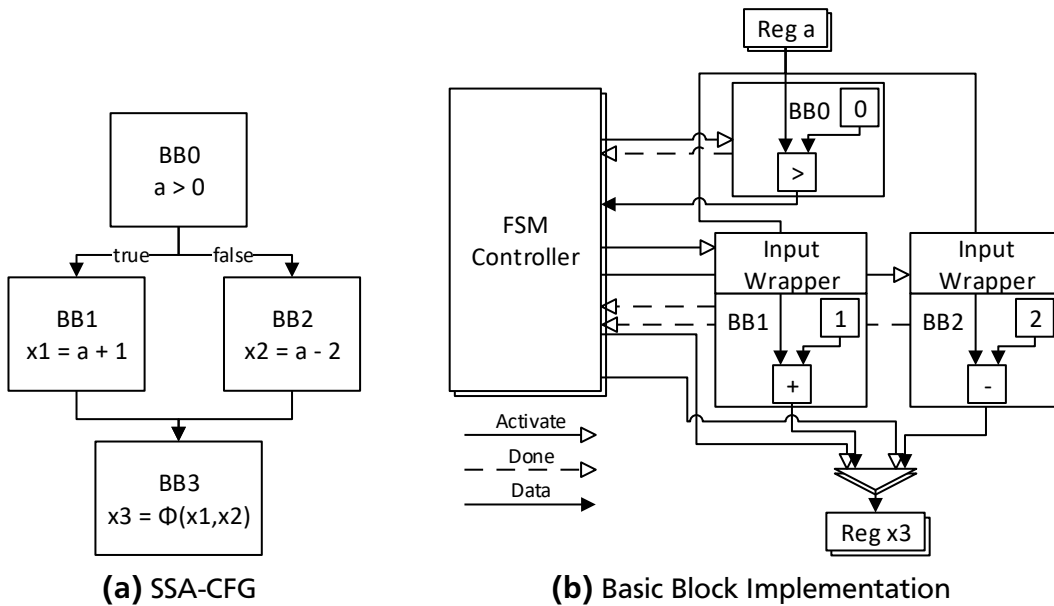 BB0
a > 0
true
false
BB1
x1 = a + 1
BB2
x2 = a - 2
BB3
x3 = Φ(x1,x2)
(a) SSA-CFG
Reg a
FSM
Controller
BB0
0
>
Input
Wrapper
Input
Wrapper
BB1
1
+
BB2
2
-
Activate
Done
Data
Reg x3
(b) Basic Block Implementation